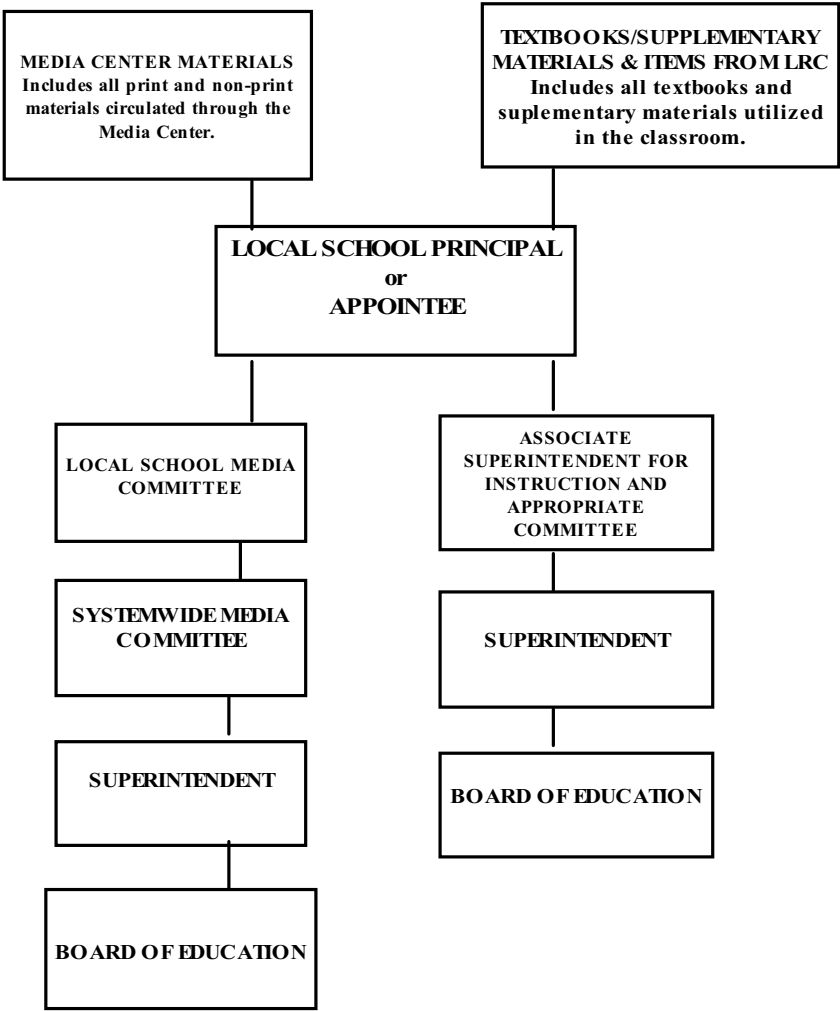 MEDIA CENTER MATERIALS
Includes all print and non-print
materials circulated through the
Media Center.
TEXTBOOKS/SUPPLEMENTARY
MATERIALS & ITEMS FROM LRC
Includes all textbooks and
suplementary materials utilized
in the classroom.
LOCAL SCHOOL PRINCIPAL
or
APPOINTEE
LOCAL SCHOOL MEDIA
COMMITTEE
ASSOCIATE
SUPERINTENDENT FOR
INSTRUCTION AND
APPROPRIATE
COMMITTEE
SYSTEMWIDE MEDIA
COMMITTEE
SUPERINTENDENT
SUPERINTENDENT
BOARD OF EDUCATION
BOARD OF EDUCATION